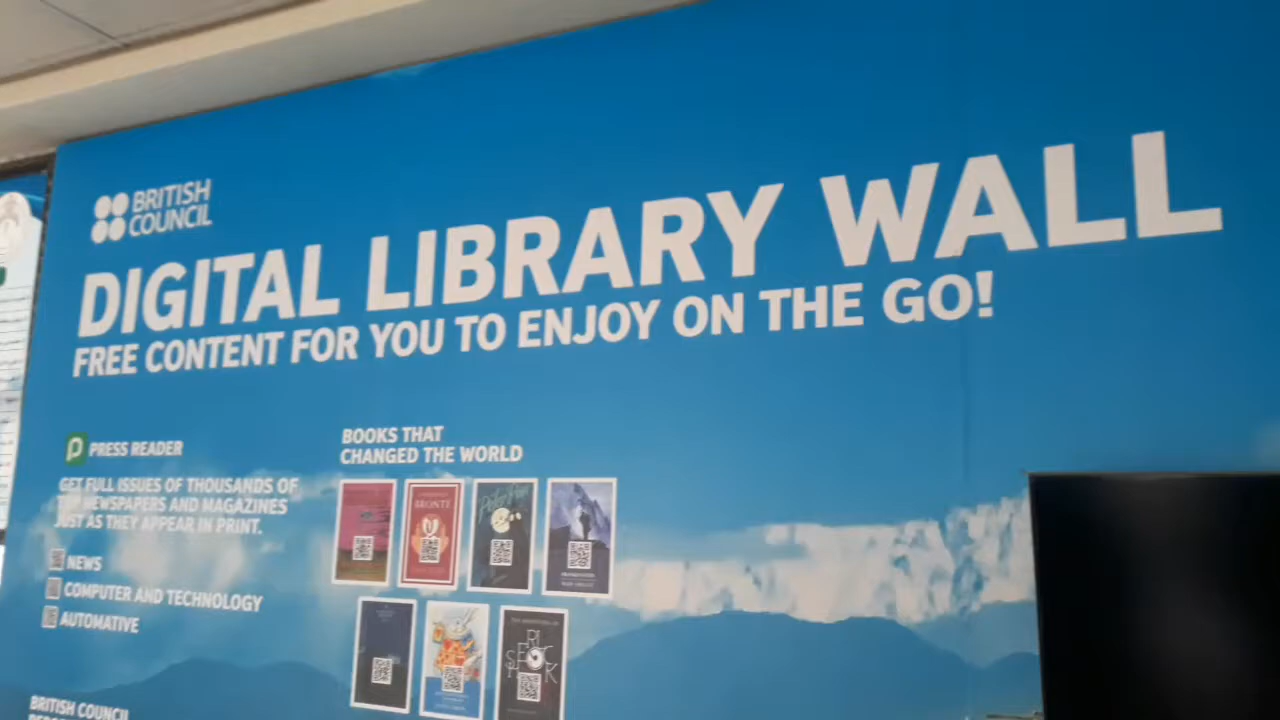 BRITISH
COUNCIL
DIGITAL LIBRARY WALL
FREE CONTENT FOR YOU TO ENJOY ON THE GO!
PRESS READER
GET FULL ISSUES OF THOUSANDS OF
TOP NEWSPAPERS AND MAGAZINES
JUST AS THEY APPEAR IN PRINT.
NEWS
COMPUTER AND TECHNOLOGY
AUTOMATIVE
BOOKS THAT
CHANGED THE WORLD
BRONTË
Peter Pan
BRITISH COUNCIL